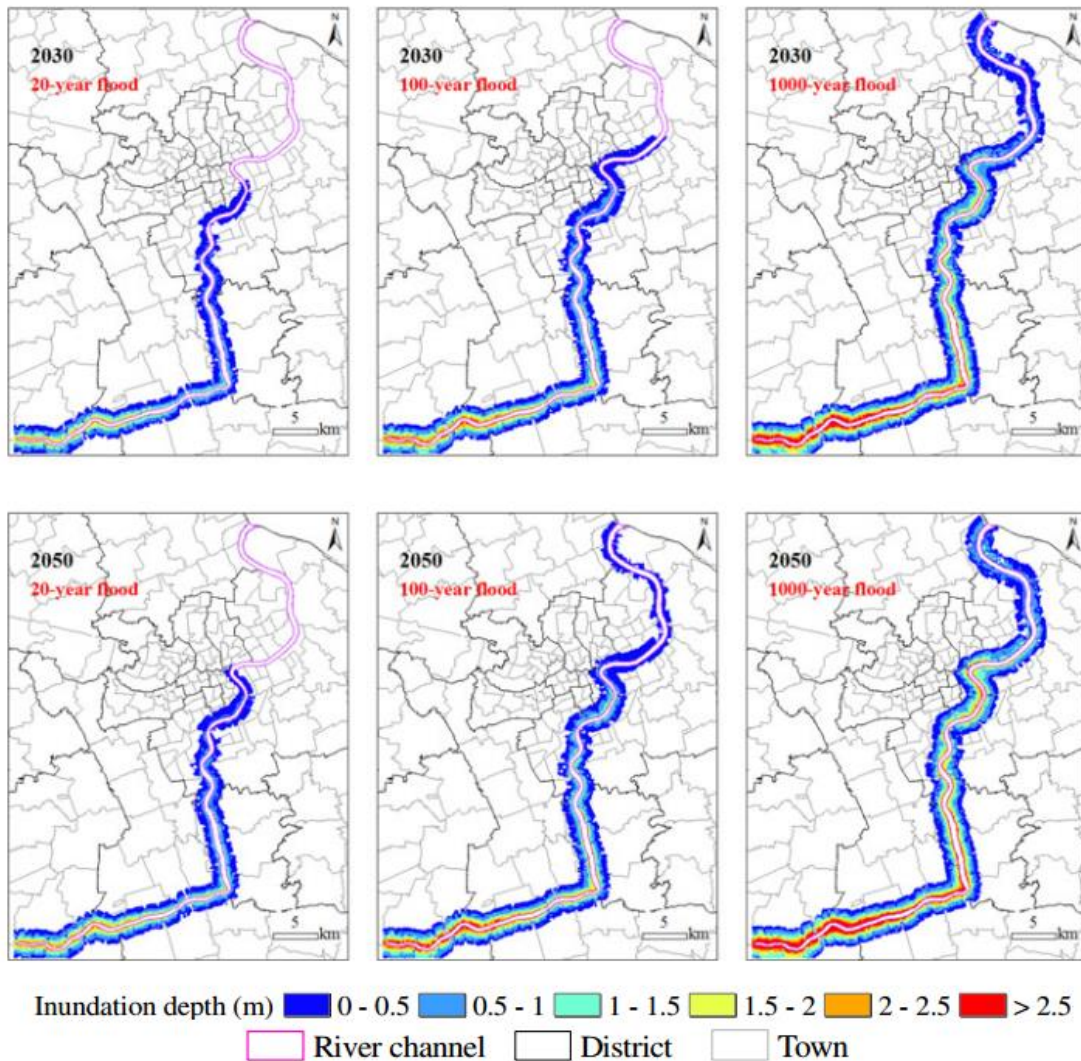 N
2030
20-year flood
5
km
N
2030
100-year flood
5
km
N
2030
1000-year flood
5
km
N
2050
20-year flood
5
km
N
2050
100-year flood
5
km
N
2050
1000-year flood
5
km
Inundation depth (m) 0 - 0.5 0.5 - 1 1 - 1.5 1.5 - 2 2 - 2.5 > 2.5
River channel District Town